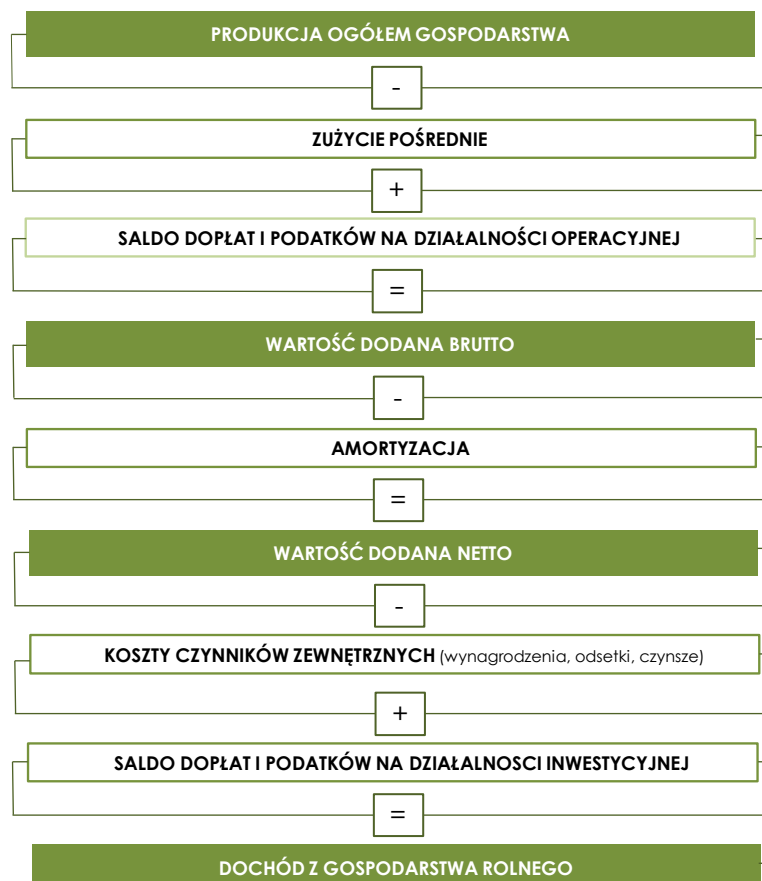 PRODUKCJA OGÓŁEM GOSPODARSTWA
-
ZUŻYCIE POŚREDNIE
+
SALDO DOPŁAT I PODATKÓW NA DZIAŁALNOŚCI OPERACYJNEJ
=
WARTOŚĆ DODANA BRUTTO
-
AMORTYZACJA
=
WARTOŚĆ DODANA NETTO
-
KOSZTY CZYNNIKÓW ZEWNĘTRZNYCH (wynagrodzenia, odsetki, czynsze)
+
SALDO DOPŁAT I PODATKÓW NA DZIAŁALNOSCI INWESTYCYJNEJ
=
DOCHÓD Z GOSPODARSTWA ROLNEGO